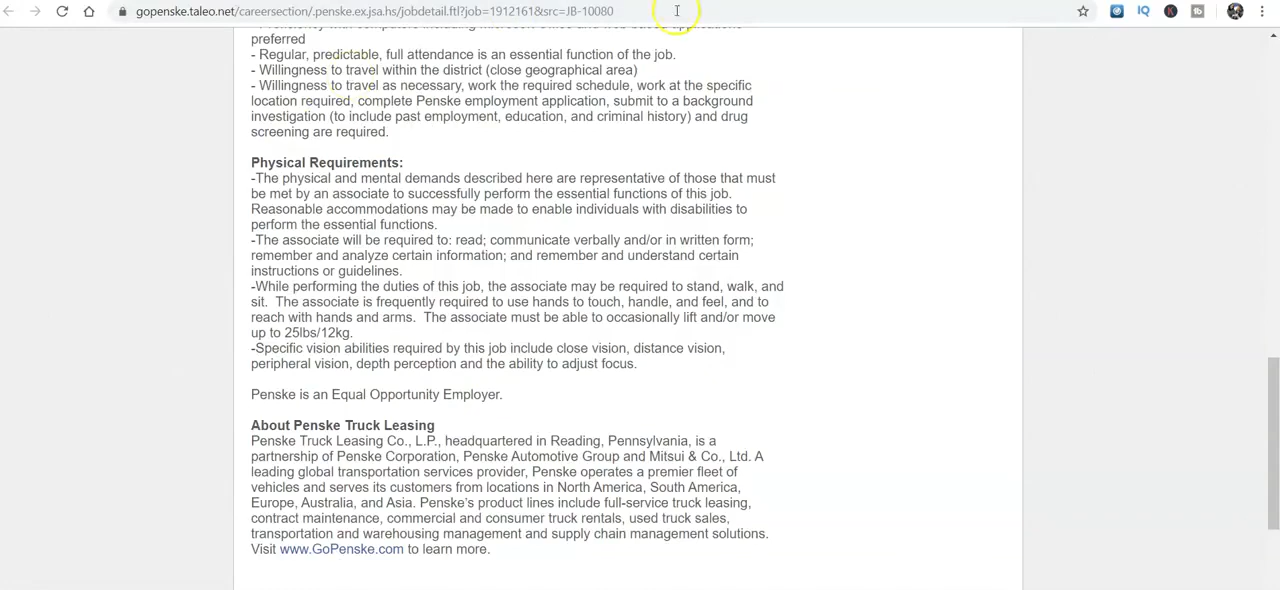 gopenske.taleo.net/careersection/.penske.ex.jsa.hs/jobdetail.ftl?job=1912161&src=JB-10080
preferred
- Regular, predictable, full attendance is an essential function of the job.
- Willingness to travel within the district (close geographical area)
- Willingness to travel as necessary, work the required schedule, work at the specific
location required, complete Penske employment application, submit to a background
investigation (to include past employment, education, and criminal history) and drug
screening are required.
Physical Requirements:
-The physical and mental demands described here are representative of those that must
be met by an associate to successfully perform the essential functions of this job.
Reasonable accommodations may be made to enable individuals with disabilities to
perform the essential functions.
-The associate will be required to: read; communicate verbally and/or in written form;
remember and analyze certain information; and remember and understand certain
instructions or guidelines.
-While performing the duties of this job, the associate may be required to stand, walk, and
sit.  The associate is frequently required to use hands to touch, handle, and feel, and to
reach with hands and arms.  The associate must be able to occasionally lift and/or move
up to 25lbs/12kg.
-Specific vision abilities required by this job include close vision, distance vision,
peripheral vision, depth perception and the ability to adjust focus.
Penske is an Equal Opportunity Employer.
About Penske Truck Leasing
Penske Truck Leasing Co., L.P., headquartered in Reading, Pennsylvania, is a
partnership of Penske Corporation, Penske Automotive Group and Mitsui & Co., Ltd. A
leading global transportation services provider, Penske operates a premier fleet of
vehicles and serves its customers from locations in North America, South America,
Europe, Australia, and Asia. Penske's product lines include full-service truck leasing,
contract maintenance, commercial and consumer truck rentals, used truck sales,
transportation and warehousing management and supply chain management solutions.
Visit www.GoPenske.com to learn more.